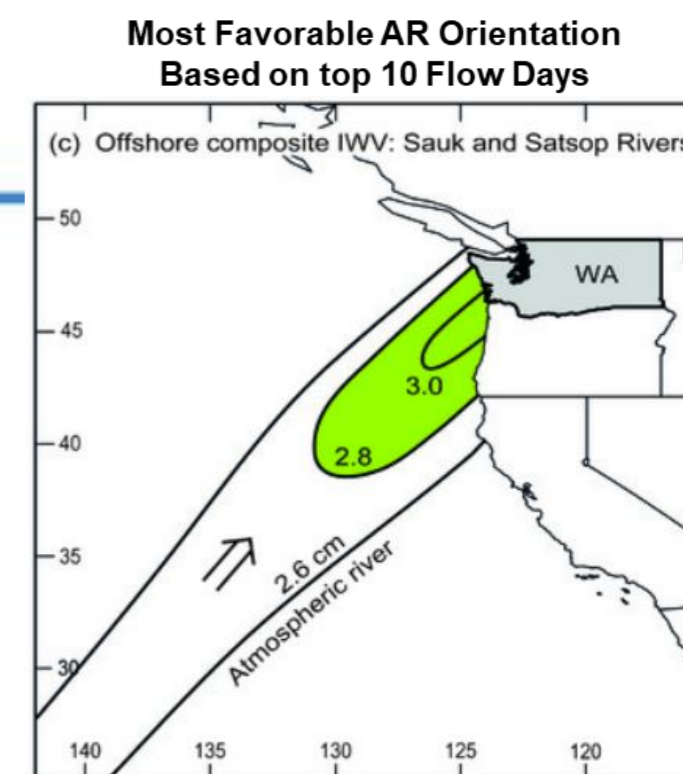 Most Favorable AR Orientation
Based on top 10 Flow Days
(c) Offshore composite IWV: Sauk and Satsop Rivers
50
WA
45
3.0
40
2.8
35
2.6 cm
Atmospheric river
30
140 135 130 125 120